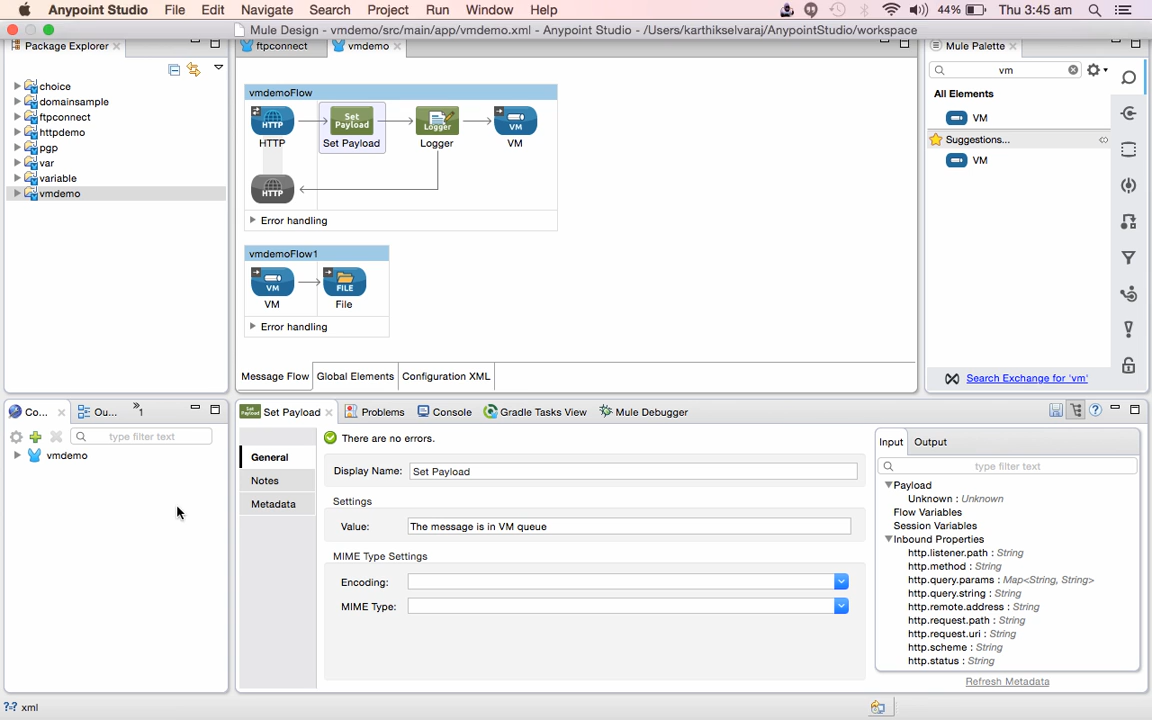 Anypoint Studio File Edit Navigate Search Project Run Window Help 44% Thu 3:45 am
Mule Design - vmdemo/src/main/app/vmdemo.xml - Anypoint Studio - /Users/karthikselvaraj/AnypointStudio/workspace
Package Explorer
choice
domainsample
ftpconnect
httpdemo
pgp
var
variable
vmdemo
ftpconnect vmdemo
vmdemoFlow
HTTP Set Payload Logger VM
HTTP Set Payload Logger VM
HTTP
Error handling
vmdemoFlow1
VM FILE
VM File
Error handling
Message Flow Global Elements Configuration XML
Mule Palette
vm
All Elements
VM
Suggestions...
VM
Search Exchange for 'vm'
Co... Ou... »1
type filter text
vmdemo
Set Payload Set Payload Problems Console Gradle Tasks View Mule Debugger
General
Notes
Metadata
There are no errors.
Display Name: Set Payload
Settings
Value: The message is in VM queue
MIME Type Settings
Encoding:
MIME Type:
Input Output
type filter text
Payload
Unknown : Unknown
Flow Variables
Session Variables
Inbound Properties
http.listener.path : String
http.method : String
http.query.params : Map<String, String>
http.query.string : String
http.remote.address : String
http.request.path : String
http.request.uri : String
http.scheme : String
http.status : String
Refresh Metadata
xml